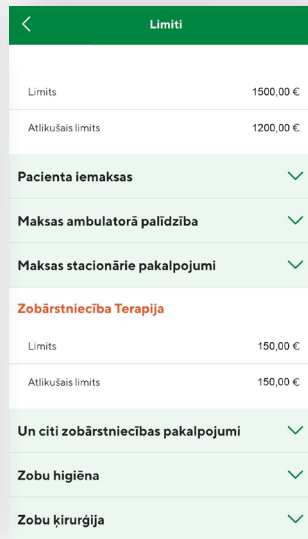 Limiti
Limits 1500,00 €
Atlikušais limits 1200,00 €
Pacienta iemaksas
Maksas ambulatorā palīdzība
Maksas stacionārie pakalpojumi
Zobārstniecība Terapija
Limits 150,00 €
Atlikušais limits 150,00 €
Un citi zobārstniecības pakalpojumi
Zobu higiēna
Zobu ķirurģija